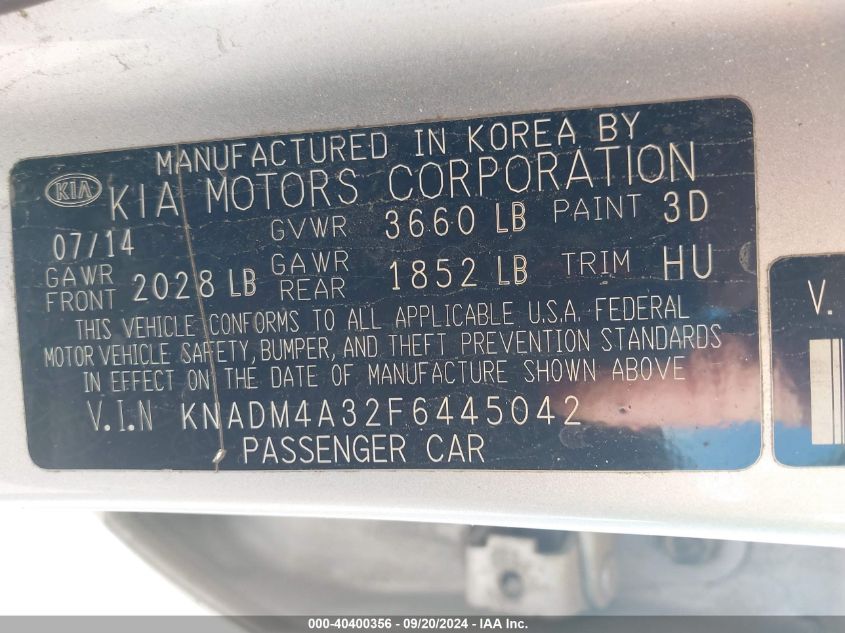 MANUFACTURED IN KOREA BY
KIA KIA MOTORS CORPORATION
07/14 GVWR 3660 LB PAINT 3D
GAWR FRONT 2028 LB GAWR REAR 1852 LB TRIM HU
THIS VEHICLE CONFORMS TO ALL APPLICABLE U.S.A. FEDERAL
MOTOR VEHICLE SAFETY, BUMPER, AND THEFT PREVENTION STANDARDS
IN EFFECT ON THE DATE OF MANUFACTURE SHOWN ABOVE
V.I.N KNADM4A32F6445042
PASSENGER CAR
V.
000-40400356 - 09/20/2024 - IAA Inc.